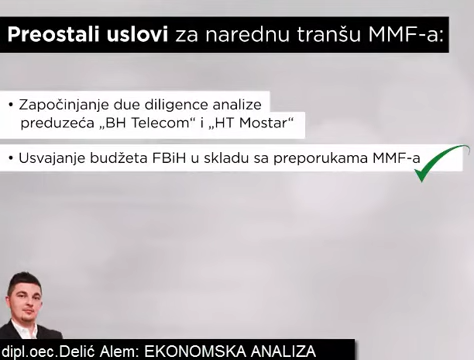 Preostali uslovi za narednu tranšu MMF-a:
• Započinjanje due diligence analize
preduzeća „BH Telecom“ i „HT Mostar“
• Usvajanje budžeta FBiH u skladu sa preporukama MMF-a
dipl.oec.Delić Alem: EKONOMSKA ANALIZA